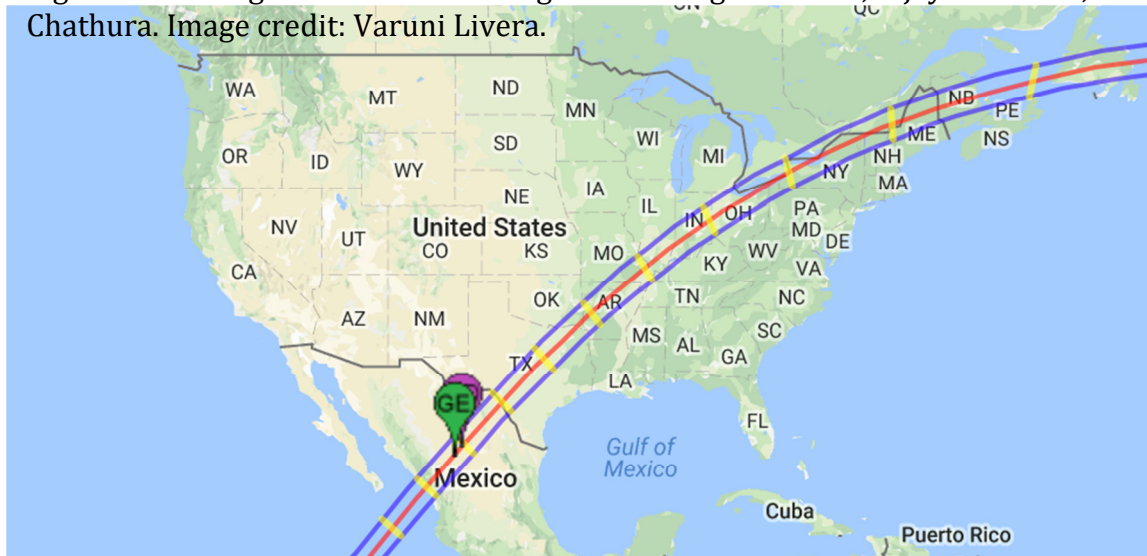 Chathura. Image credit: Varuni Livera.
QC
WA
MT
ND
MN
NB
PE
OR
ID
SD
WI
MI
ME
NS
WY
NH
NY
MA
NE
IA
IL
IN
OH
PA
NV
UT
United States
CO
KS
MO
WV
MD
DE
CA
KY
VA
AZ
NM
OK
AR
TN
NC
MS
AL
SC
TX
GA
LA
GE
FL
Gulf of
Mexico
Mexico
Cuba
Puerto Rico